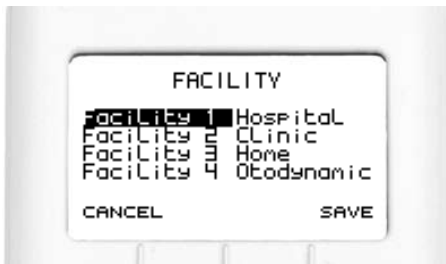 FACILITY
Facility 1 Hospital
Facility 2 Clinic
Facility 3 Home
Facility 4 Otodynamic
CANCEL SAVE